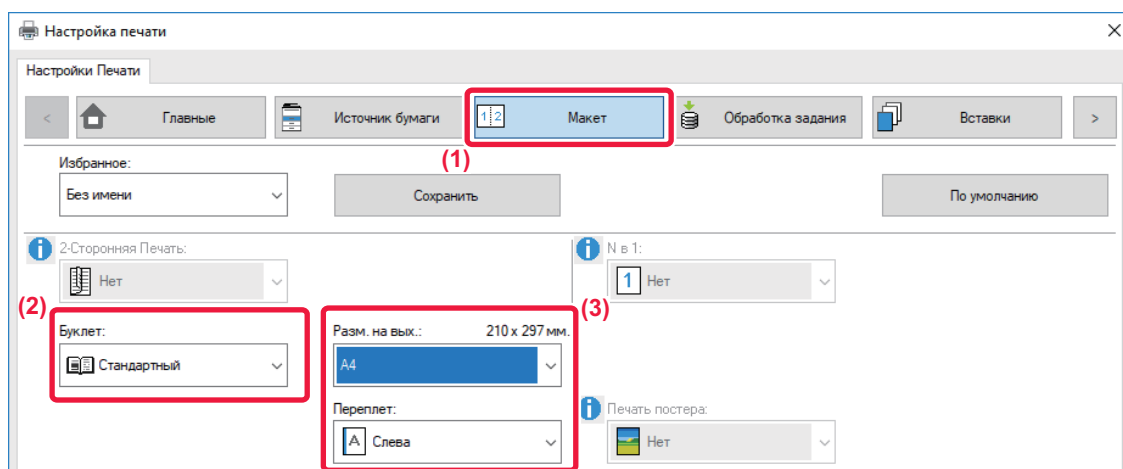 Настройка печати
Настройки Печати
< Главные Источник бумаги 1 2 Макет Обработка задания Вставки >
(1)
Избранное:
Без имени Сохранить По умолчанию
2-Сторонняя Печать: N в 1:
Нет 1 Нет
(2) (3)
Буклет: Разм. на вых.: 210 x 297 мм.
Стандартный A4
Переплет: Печать постера:
A Слева Нет